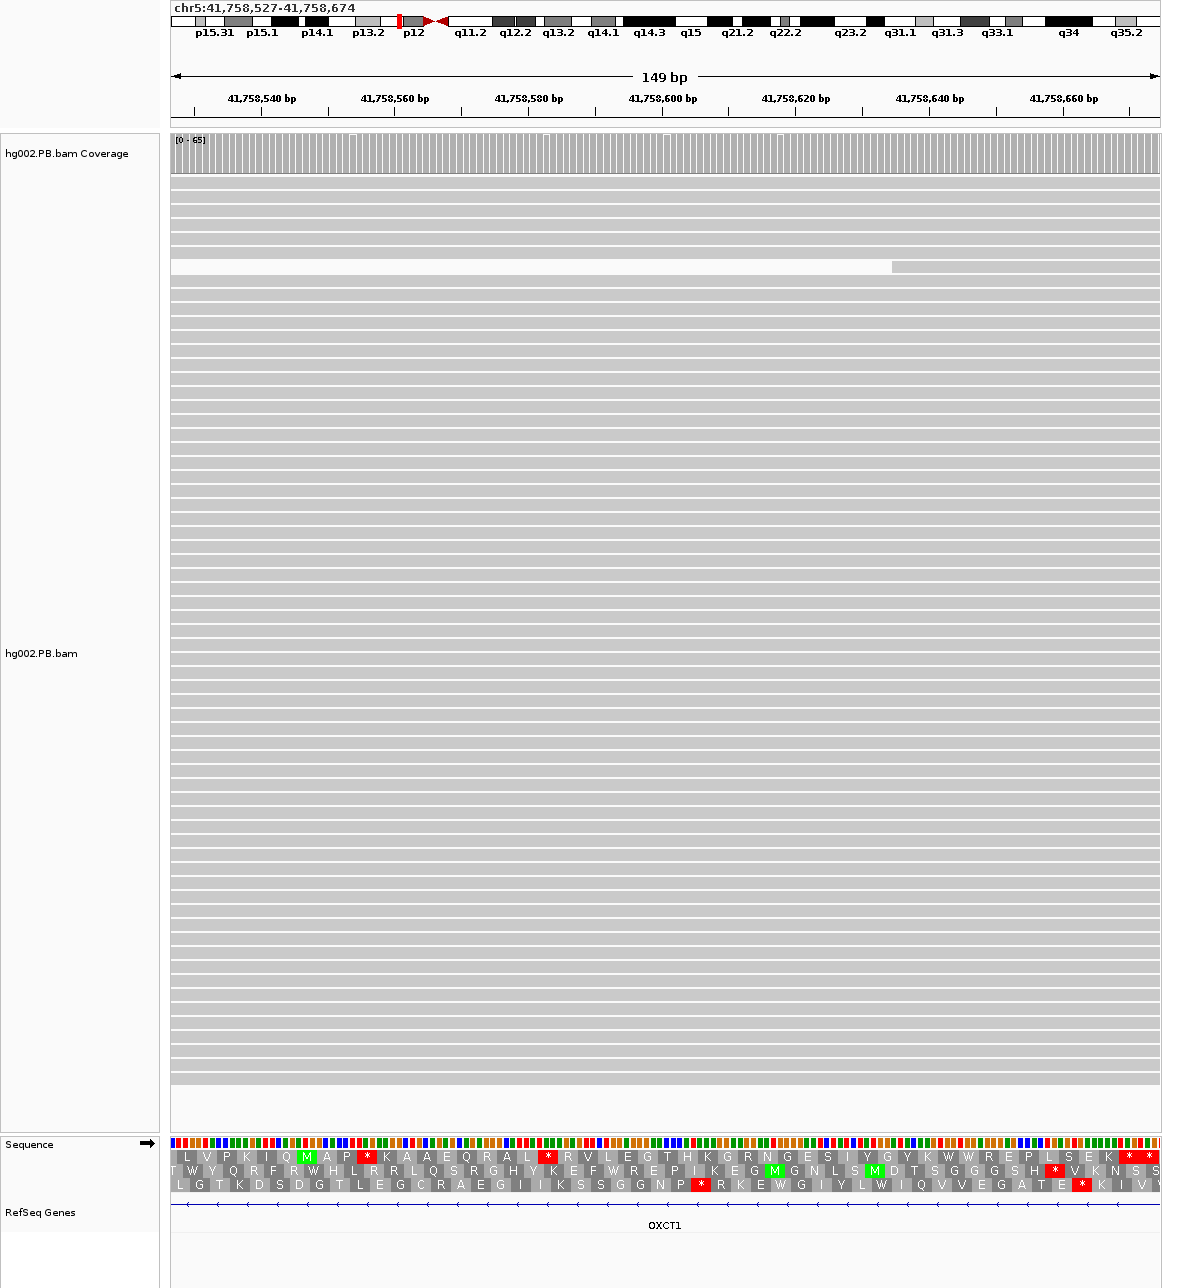 chr5:41,758,527-41,758,674
p15.31 p15.1 p14.1 p13.2 p12 q11.2 q12.2 q13.2 q14.1 q14.3 q15 q21.2 q22.2 q23.2 q31.1 q31.3 q33.1 q34 q35.2
149 bp
41,758,540 bp 41,758,560 bp 41,758,580 bp 41,758,600 bp 41,758,620 bp 41,758,640 bp 41,758,660 bp
[0 - 65]
hg002.PB.bam Coverage
hg002.PB.bam
Sequence
L V P K I Q M A P * K A A E Q R A L * R V L E G T H K G R N G E S I Y G Y K W W R E P L S E K * *
T W Y Q R F R W H L R R L Q S R G H Y K E F W R E P I K E G M G N L S M D T S G G G S H * V K N S S
L G T K D S D G T L E G C R A E G I I K S S G G N P * R K E W G I Y L W I Q V V E G A T E * K I V
RefSeq Genes
OXCT1